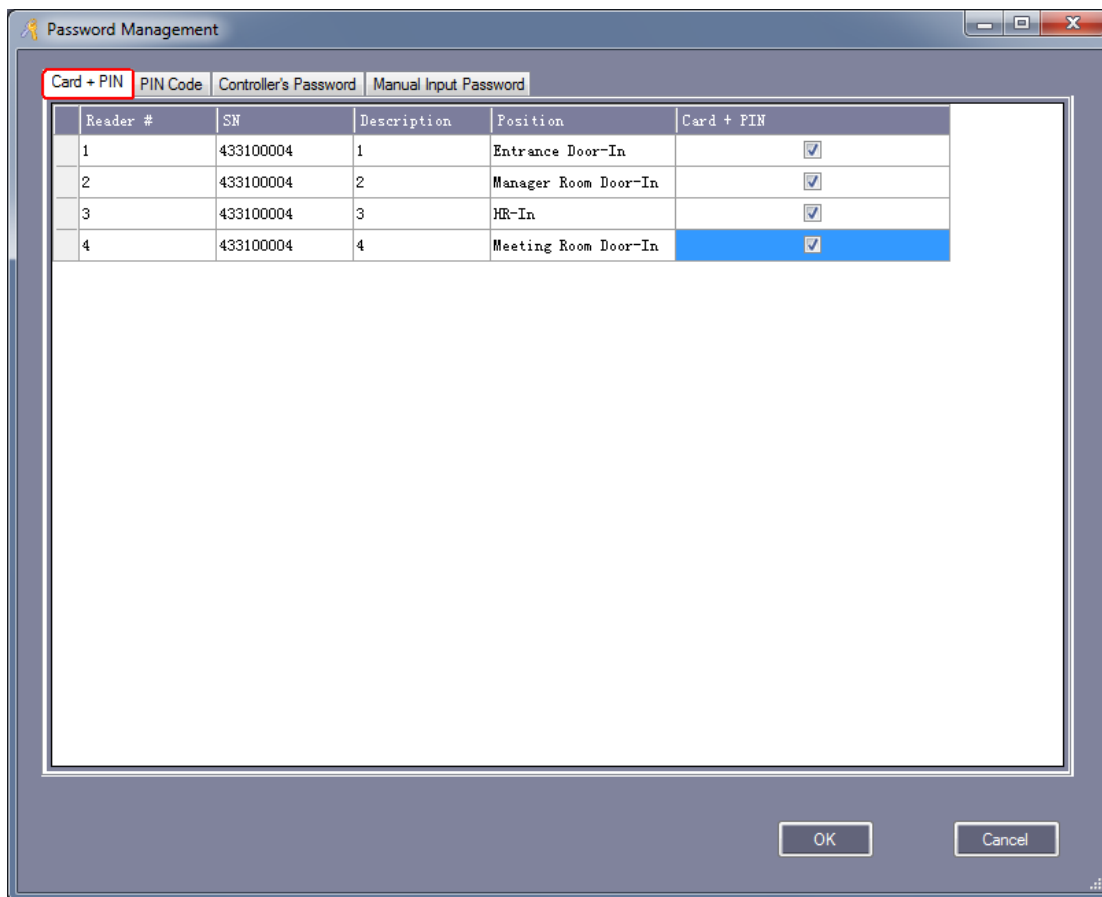 Password Management
Card + PIN PIN Code Controller's Password Manual Input Password
Reader # SN Description Position Card + PIN
1 433100004 1 Entrance Door-In
2 433100004 2 Manager Room Door-In
3 433100004 3 HR-In
4 433100004 4 Meeting Room Door-In
OK Cancel